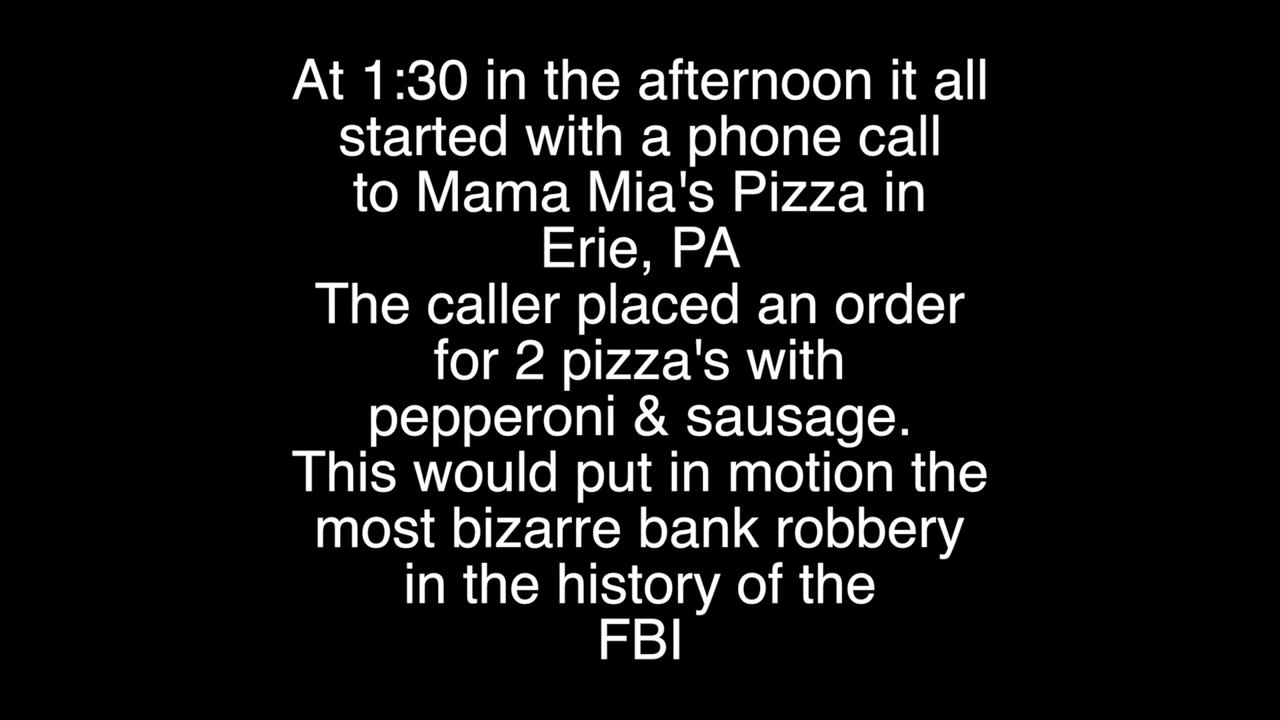 At 1:30 in the afternoon it all
started with a phone call
to Mama Mia's Pizza in
Erie, PA
The caller placed an order
for 2 pizza's with
pepperoni & sausage.
This would put in motion the
most bizarre bank robbery
in the history of the
FBI